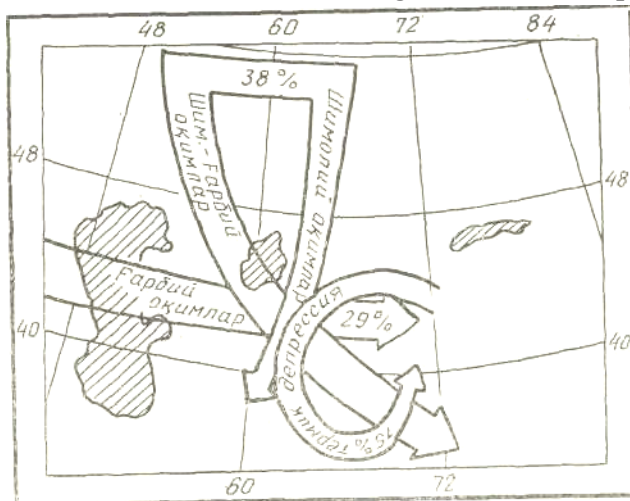 48 60 72 84
38%
Шим.-Ғарбий
оқимлар
Шимолий оқимлар
48 48
Ғарбий
оқимлар
29%
40 40
15% термик депрессия
60 72